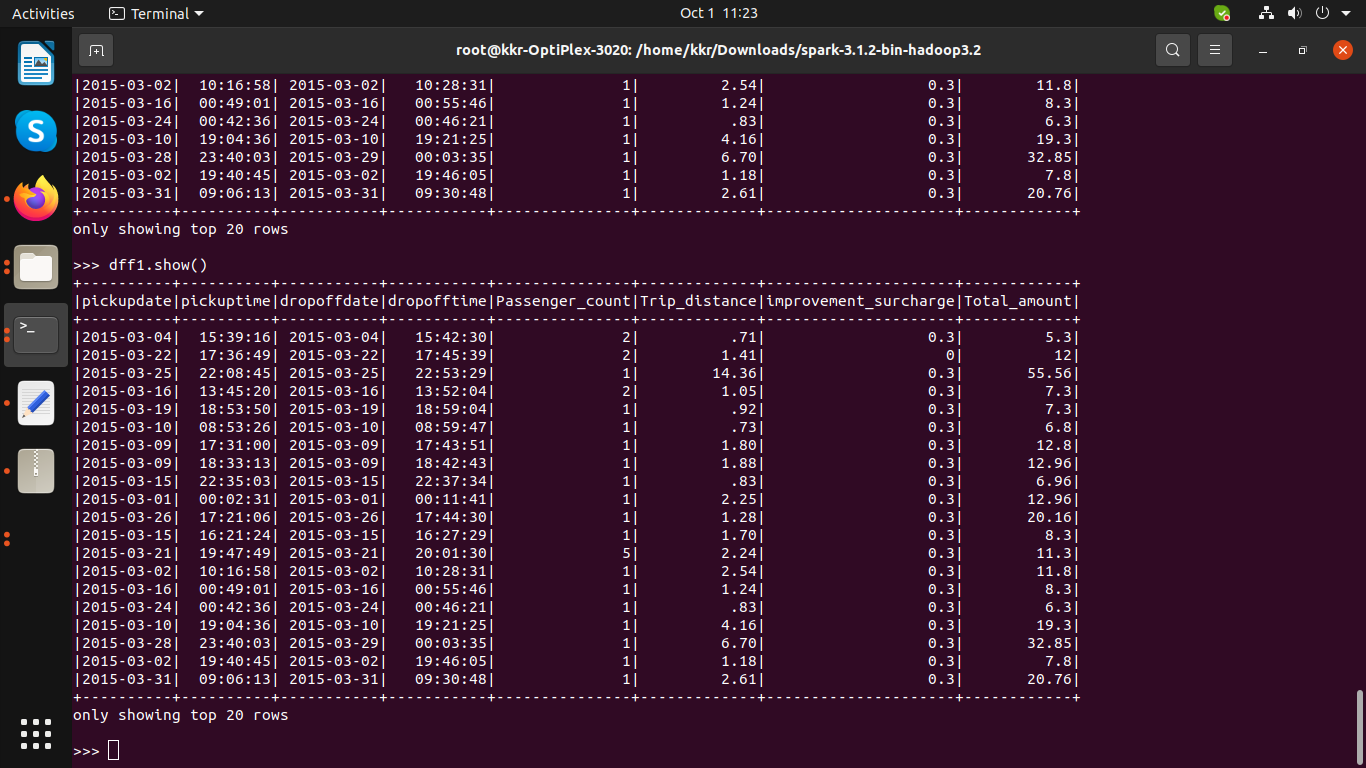 Activities
Terminal
Oct 1 11:23
root@kkr-OptiPlex-3020: /home/kkr/Downloads/spark-3.1.2-bin-hadoop3.2
|2015-03-02|  10:16:58| 2015-03-02|   10:28:31|              1|         2.54|                  0.3|        11.8|
|2015-03-16|  00:49:01| 2015-03-16|   00:55:46|              1|         1.24|                  0.3|         8.3|
|2015-03-24|  00:42:36| 2015-03-24|   00:46:21|              1|          .83|                  0.3|         6.3|
|2015-03-10|  19:04:36| 2015-03-10|   19:21:25|              1|         4.16|                  0.3|        19.3|
|2015-03-28|  23:40:03| 2015-03-29|   00:03:35|              1|         6.70|                  0.3|       32.85|
|2015-03-02|  19:40:45| 2015-03-02|   19:46:05|              1|         1.18|                  0.3|         7.8|
|2015-03-31|  09:06:13| 2015-03-31|   09:30:48|              1|         2.61|                  0.3|       20.76|
+----------+----------+-----------+-----------+---------------+-------------+---------------------+------------+
only showing top 20 rows
>>> dff1.show()
+----------+----------+-----------+-----------+---------------+-------------+---------------------+------------+
|pickupdate|pickuptime|dropoffdate|dropofftime|Passenger_count|Trip_distance|improvement_surcharge|Total_amount|
+----------+----------+-----------+-----------+---------------+-------------+---------------------+------------+
|2015-03-04|  15:39:16| 2015-03-04|   15:42:30|              2|          .71|                  0.3|         5.3|
|2015-03-22|  17:36:49| 2015-03-22|   17:45:39|              2|         1.41|                    0|          12|
|2015-03-25|  22:08:45| 2015-03-25|   22:53:29|              1|        14.36|                  0.3|       55.56|
|2015-03-16|  13:45:20| 2015-03-16|   13:52:04|              2|         1.05|                  0.3|         7.3|
|2015-03-19|  18:53:50| 2015-03-19|   18:59:04|              1|          .92|                  0.3|         7.3|
|2015-03-10|  08:53:26| 2015-03-10|   08:59:47|              1|          .73|                  0.3|         6.8|
|2015-03-09|  17:31:00| 2015-03-09|   17:43:51|              1|         1.80|                  0.3|        12.8|
|2015-03-09|  18:33:13| 2015-03-09|   18:42:43|              1|         1.88|                  0.3|       12.96|
|2015-03-15|  22:35:03| 2015-03-15|   22:37:34|              1|          .83|                  0.3|        6.96|
|2015-03-01|  00:02:31| 2015-03-01|   00:11:41|              1|         2.25|                  0.3|       12.96|
|2015-03-26|  17:21:06| 2015-03-26|   17:44:30|              1|         1.28|                  0.3|       20.16|
|2015-03-15|  16:21:24| 2015-03-15|   16:27:29|              1|         1.70|                  0.3|         8.3|
|2015-03-21|  19:47:49| 2015-03-21|   20:01:30|              5|         2.24|                  0.3|        11.3|
|2015-03-02|  10:16:58| 2015-03-02|   10:28:31|              1|         2.54|                  0.3|        11.8|
|2015-03-16|  00:49:01| 2015-03-16|   00:55:46|              1|         1.24|                  0.3|         8.3|
|2015-03-24|  00:42:36| 2015-03-24|   00:46:21|              1|          .83|                  0.3|         6.3|
|2015-03-10|  19:04:36| 2015-03-10|   19:21:25|              1|         4.16|                  0.3|        19.3|
|2015-03-28|  23:40:03| 2015-03-29|   00:03:35|              1|         6.70|                  0.3|       32.85|
|2015-03-02|  19:40:45| 2015-03-02|   19:46:05|              1|         1.18|                  0.3|         7.8|
|2015-03-31|  09:06:13| 2015-03-31|   09:30:48|              1|         2.61|                  0.3|       20.76|
+----------+----------+-----------+-----------+---------------+-------------+---------------------+------------+
only showing top 20 rows
>>>